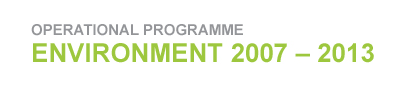 OPERATIONAL PROGRAMME
ENVIRONMENT 2007 – 2013